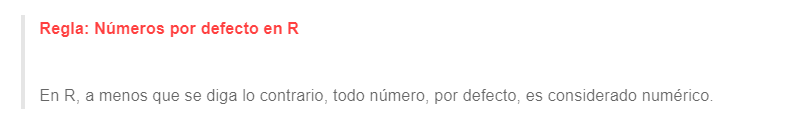 Regla: Números por defecto en R
En R, a menos que se diga lo contrario, todo número, por defecto, es considerado numérico.